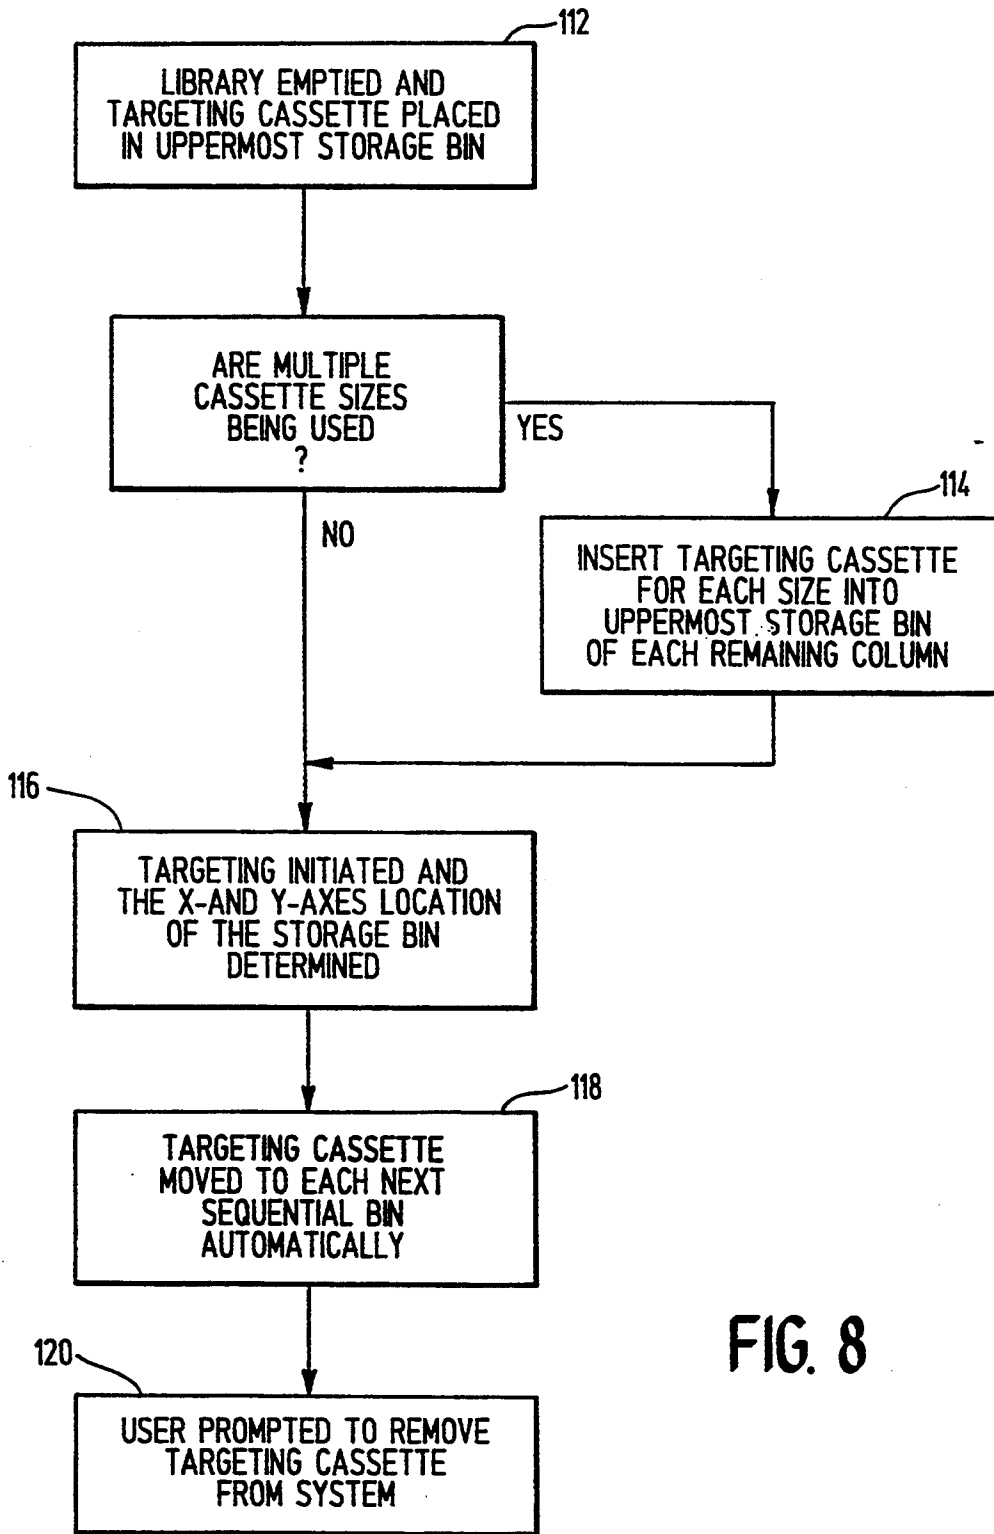 112
LIBRARY EMPTIED AND
TARGETING CASSETTE PLACED
IN UPPERMOST STORAGE BIN
ARE MULTIPLE
CASSETTE SIZES
BEING USED
?
YES
NO
114
INSERT TARGETING CASSETTE
FOR EACH SIZE INTO
UPPERMOST STORAGE BIN
OF EACH REMAINING COLUMN
116
TARGETING INITIATED AND
THE X-AND Y-AXES LOCATION
OF THE STORAGE BIN
DETERMINED
118
TARGETING CASSETTE
MOVED TO EACH NEXT
SEQUENTIAL BIN
AUTOMATICALLY
120
USER PROMPTED TO REMOVE
TARGETING CASSETTE
FROM SYSTEM
FIG. 8